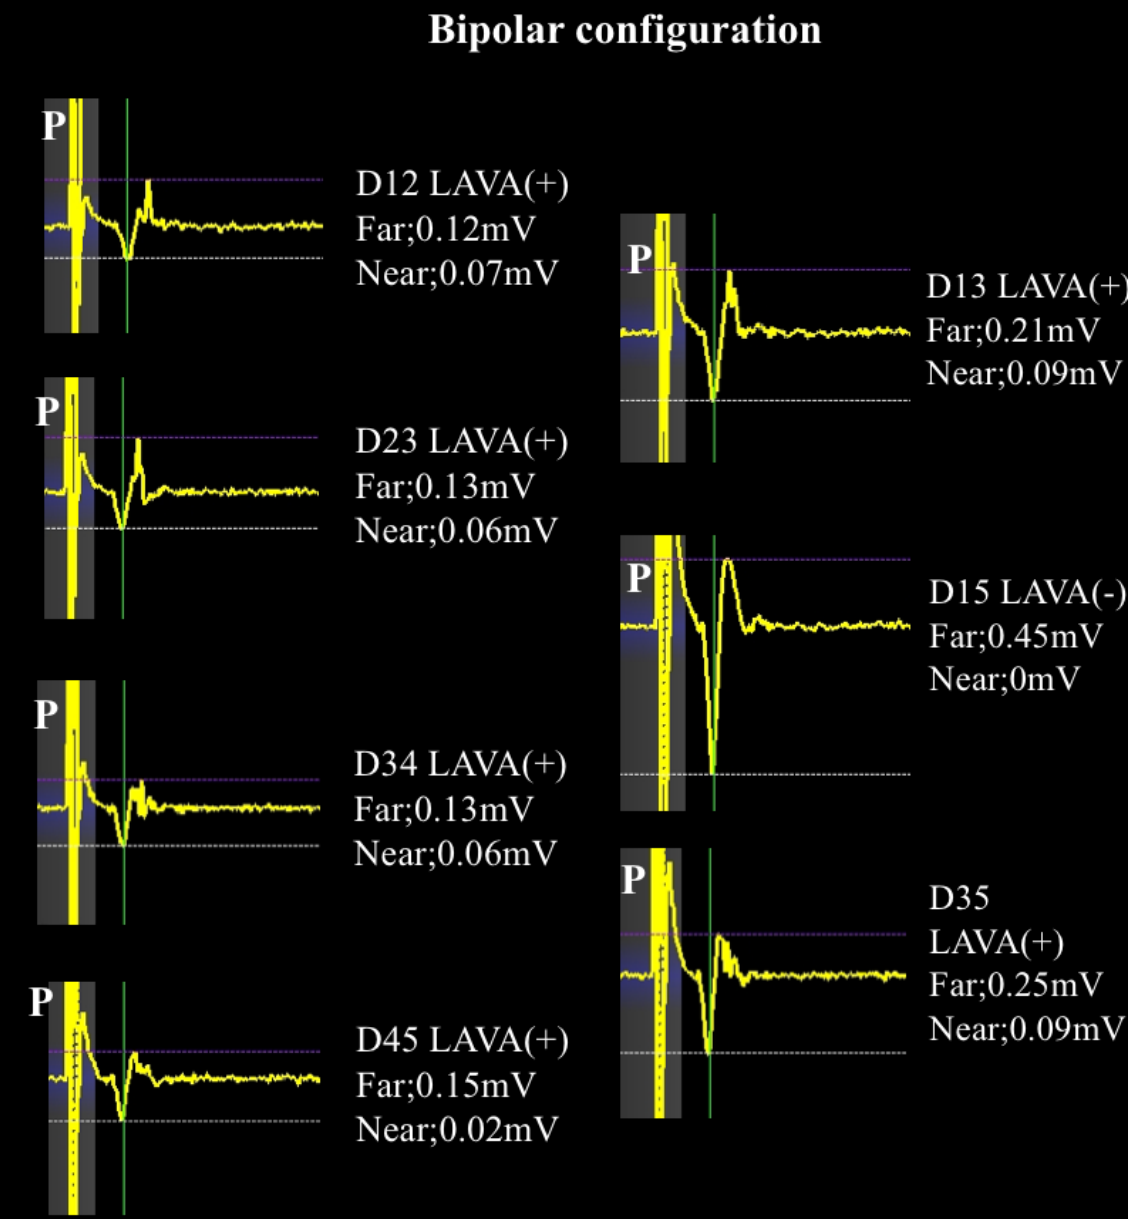 Bipolar configuration
P
D12 LAVA(+)
Far;0.12mV
Near;0.07mV
P
D23 LAVA(+)
Far;0.13mV
Near;0.06mV
P
D34 LAVA(+)
Far;0.13mV
Near;0.06mV
P
D45 LAVA(+)
Far;0.15mV
Near;0.02mV
P
D13 LAVA(+)
Far;0.21mV
Near;0.09mV
P
D15 LAVA(-)
Far;0.45mV
Near;0mV
P
D35
LAVA(+)
Far;0.25mV
Near;0.09mV